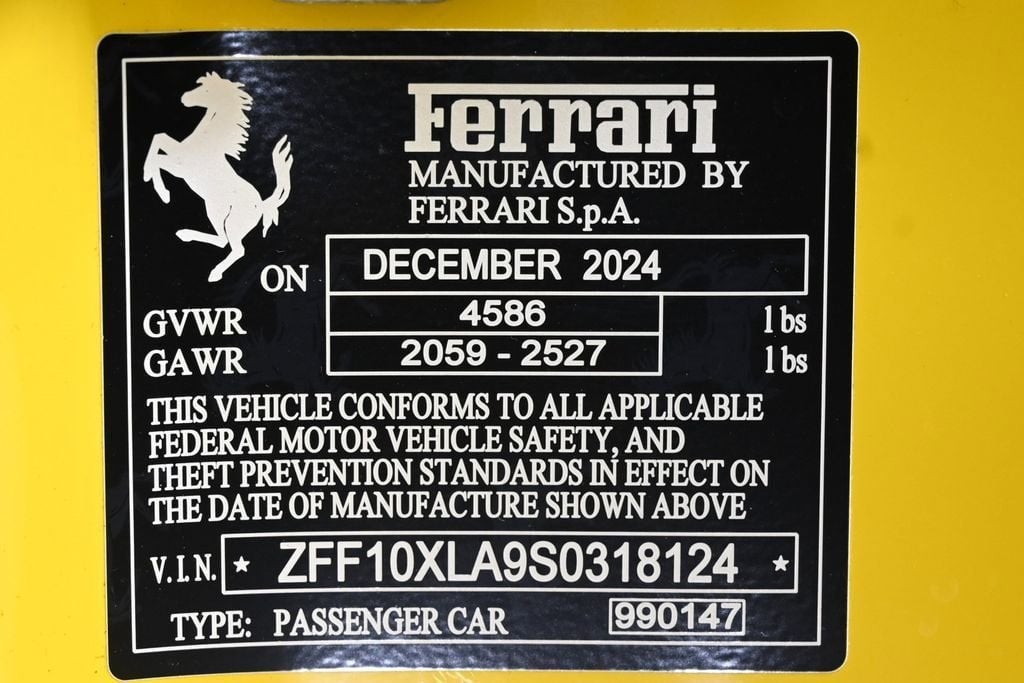 Ferrari
MANUFACTURED BY
FERRARI S.p.A.
ON DECEMBER 2024
GVWR 4586 lbs
GAWR 2059 - 2527 lbs
THIS VEHICLE CONFORMS TO ALL APPLICABLE
FEDERAL MOTOR VEHICLE SAFETY, AND
THEFT PREVENTION STANDARDS IN EFFECT ON
THE DATE OF MANUFACTURE SHOWN ABOVE
V.I.N. ★ ZFF10XLA9S0318124 ★
TYPE: PASSENGER CAR 990147